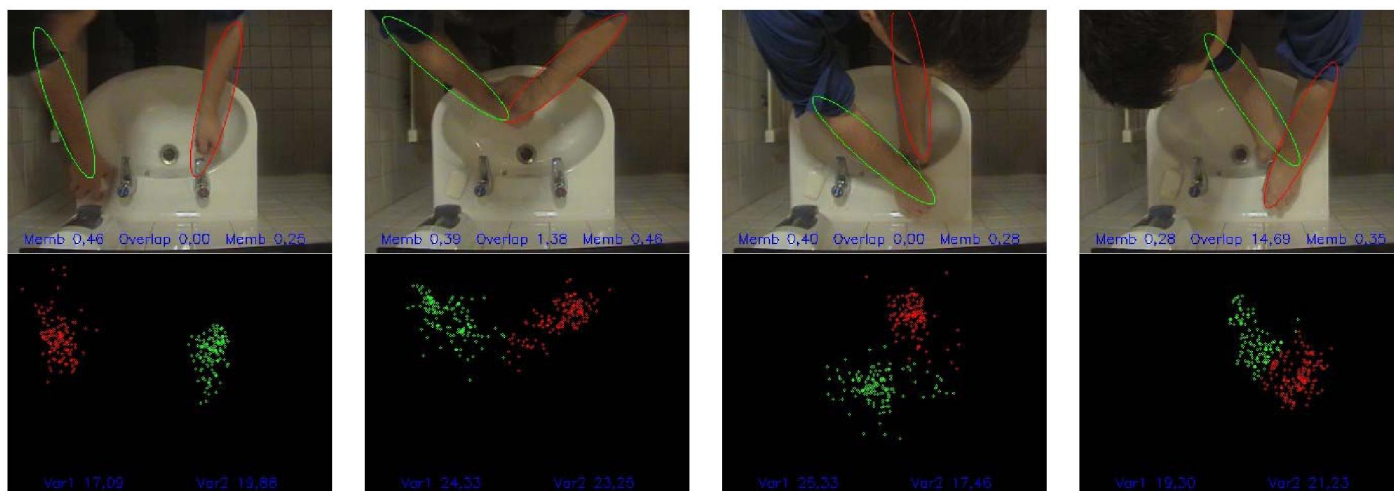 Memb 0,46 Overlap 0,00 Memb 0,26
Memb 0,39 Overlap 1,38 Memb 0,46
Memb 0,40 Overlap 0,00 Memb 0,28
Memb 0,28 Overlap 14,69 Memb 0,35
Var1 17,09 Var2 19,88
Var1 24,33 Var2 23,25
Var1 25,33 Var2 17,46
Var1 19,30 Var2 21,23